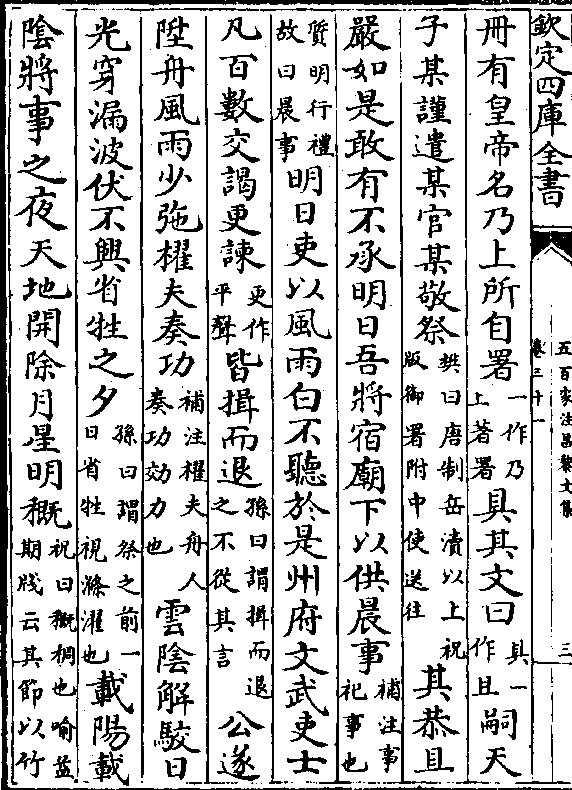 欽定四庫全書
五百家注昌黎文集
卷三十一
三
冊有皇帝名乃上所自署一作乃上著署具其文曰具一作且嗣天
子某謹遣某官某敬祭樊曰唐制岳瀆以上祝版御署附中使送往其恭且
嚴如是敢有不承明日吾將宿廟下以供晨事補注事祀事也
質明行禮故曰晨事明日吏以風雨白不聽於是州府文武吏士
凡百數交謁更諫更作平聲皆揖而退孫曰謂揖而退之不從其言公遂
陞舟風雨少弛櫂夫奏功補注櫂夫舟人奏功効力也雲陰解駮日
光穿漏波伏不興省牲之夕孫曰謂祭之前一日省牲視滌濯也載陽載
陰將事之夜天地開除月星明穊祝曰穊稠也喻益期牋云其節以竹